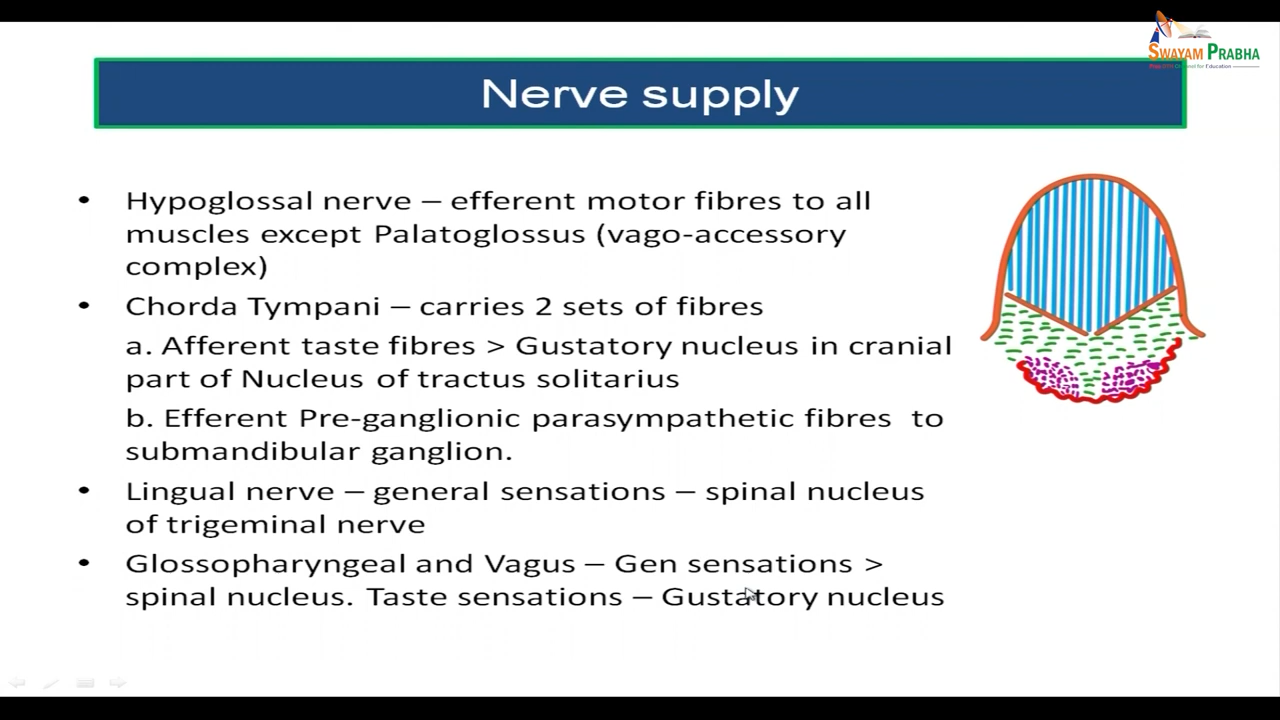 SWAYAM PRABHA
Nerve supply
• Hypoglossal nerve – efferent motor fibres to all
muscles except Palatoglossus (vago-accessory
complex)
• Chorda Tympani – carries 2 sets of fibres
a. Afferent taste fibres > Gustatory nucleus in cranial
part of Nucleus of tractus solitarius
b. Efferent Pre-ganglionic parasympathetic fibres to
submandibular ganglion.
• Lingual nerve – general sensations – spinal nucleus
of trigeminal nerve
• Glossopharyngeal and Vagus – Gen sensations >
spinal nucleus. Taste sensations – Gustatory nucleus